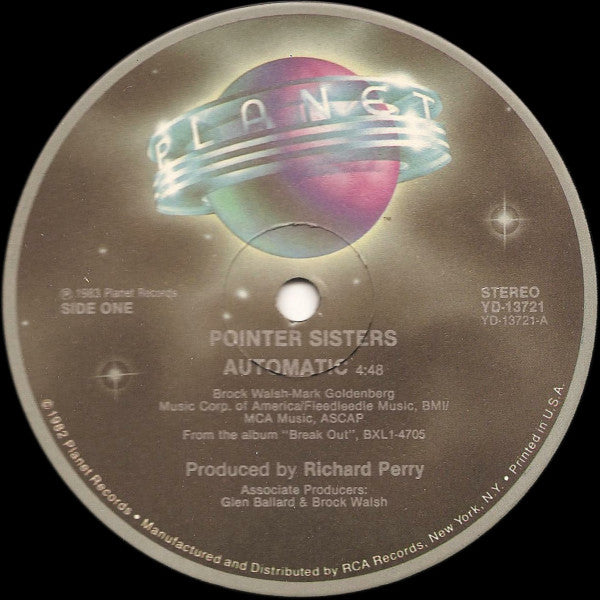 PLANET
TM
℗ 1983 Planet Records
SIDE ONE
STEREO
YD-13721
YD-13721-A
POINTER SISTERS
AUTOMATIC 4:48
Brock Walsh-Mark Goldenberg
Music Corp. of America/Fleedleedle Music, BMI/
MCA Music, ASCAP
From the album "Break Out", BXL1-4705
Produced by Richard Perry
Associate Producers:
Glen Ballard & Brock Walsh
© 1982 Planet Records • Manufactured and Distributed by RCA Records, New York, N.Y. • Printed in U.S.A.